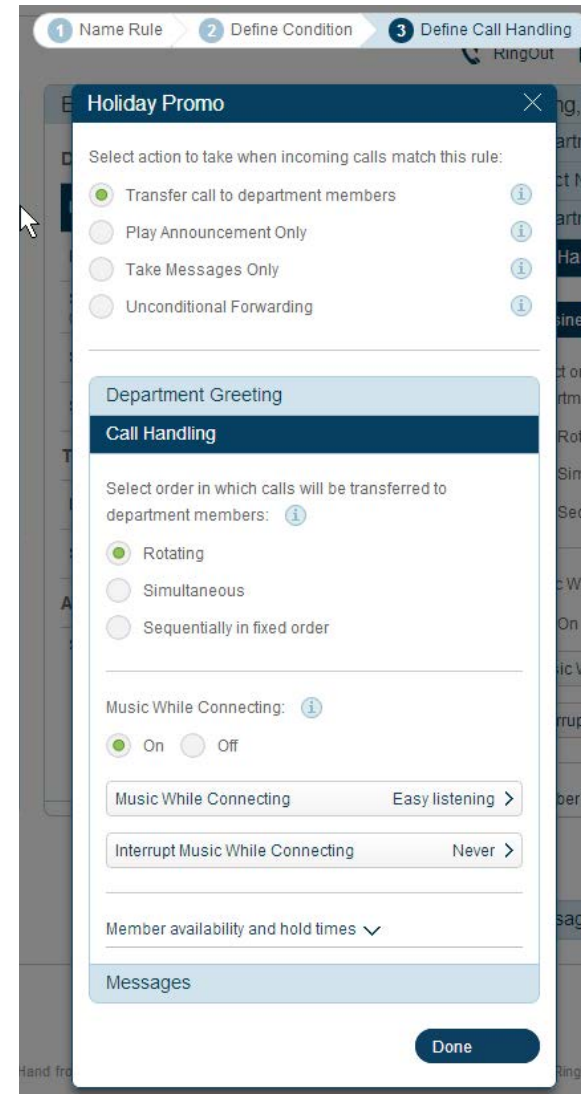 1 Name Rule
2 Define Condition
3 Define Call Handling
RingOut
Holiday Promo
Select action to take when incoming calls match this rule:
Transfer call to department members
Play Announcement Only
Take Messages Only
Unconditional Forwarding
Department Greeting
Call Handling
Select order in which calls will be transferred to
department members:
Rotating
Simultaneous
Sequentially in fixed order
Music While Connecting:
On Off
Music While Connecting Easy listening
Interrupt Music While Connecting Never
Member availability and hold times
Messages
Done